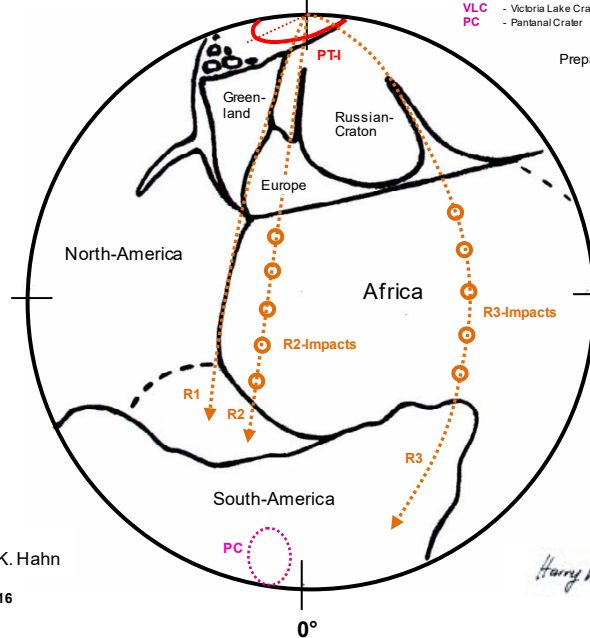 VLC - Victoria Lake Cra
PC - Pantanal Crater
Prepa
PT-I
Green-
land
Russian-
Craton
Europe
North-America
Africa
R3-Impacts
R2-Impacts
R1
R2
R3
South-America
PC
K. Hahn
16
Harry
0°